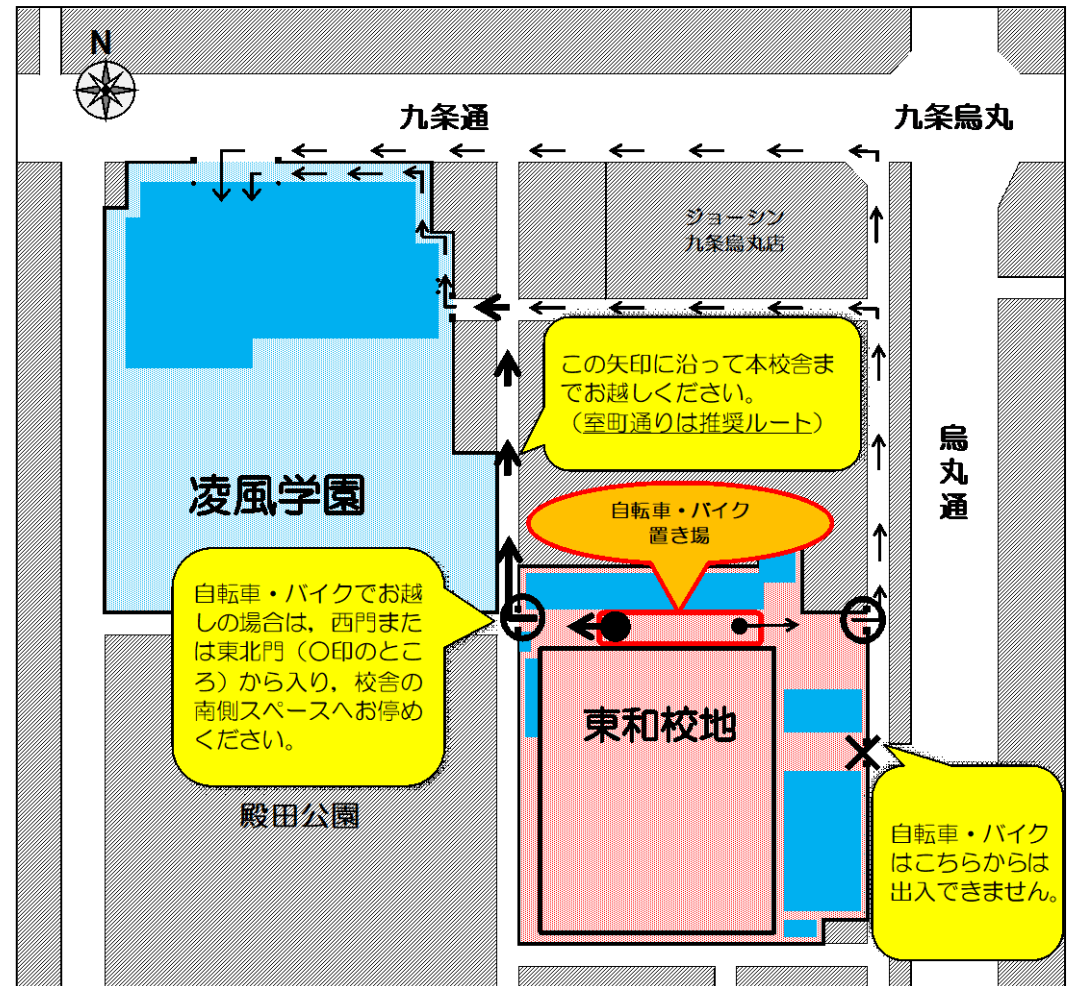 N
九条通
九条烏丸
ジョーシン
九条烏丸店
この矢印に沿って本校舎ま
でお越しください。
（室町通りは推奨ルート）
烏丸通
凌風学園
自転車・バイク
置き場
自転車・バイクでお越
しの場合は，西門また
は東北門（〇印のとこ
ろ）から入り，校舎の
南側スペースへお停め
ください。
東和校地
殿田公園
自転車・バイク
はこちらからは
出入できません。